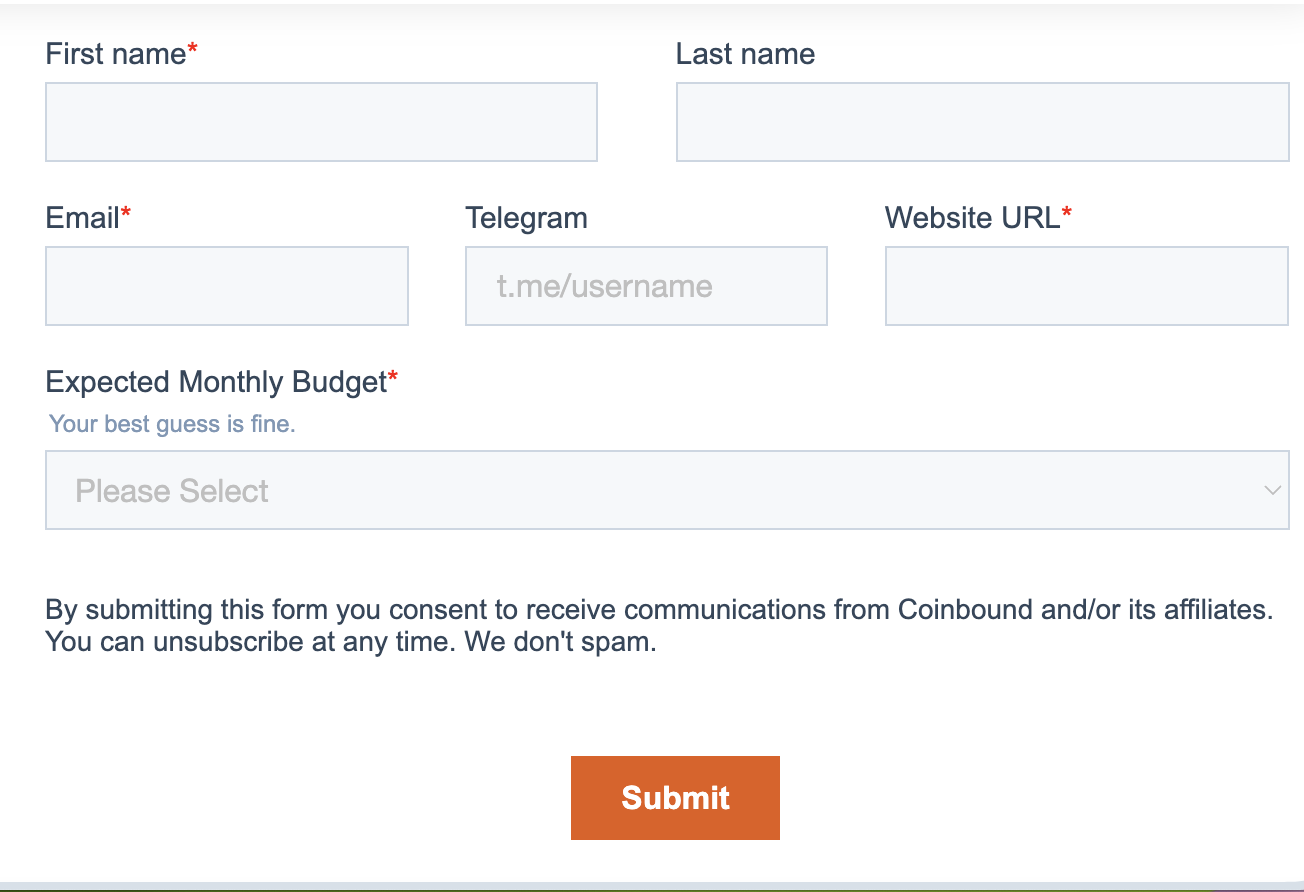 First name*
Last name
Email*
Telegram
Website URL*
t.me/username
Expected Monthly Budget*
Your best guess is fine.
Please Select
By submitting this form you consent to receive communications from Coinbound and/or its affiliates.
You can unsubscribe at any time. We don't spam.
Submit